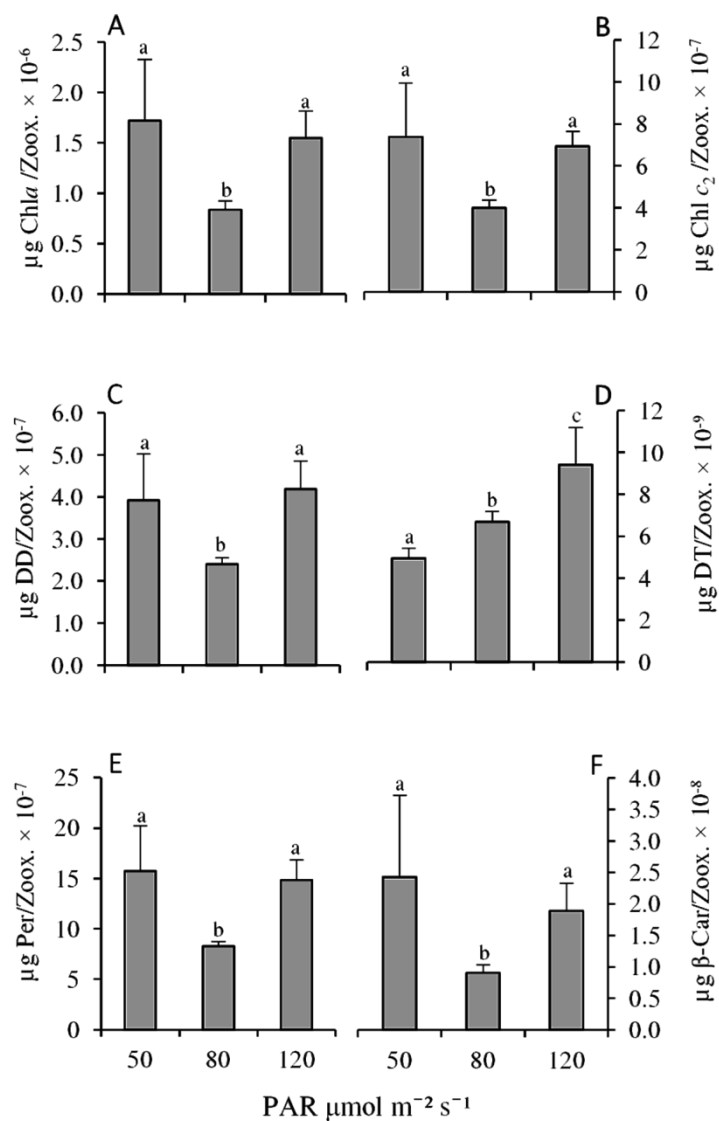 A
B
µg Chla /Zoox. × 10⁻⁶
2.5
2.0
1.5
1.0
0.5
0.0
a
b
a
a
b
a
12
10
8
6
4
2
0
µg Chl c₂ /Zoox. × 10⁻⁷
C
D
µg DD/Zoox. × 10⁻⁷
6.0
5.0
4.0
3.0
2.0
1.0
0.0
a
b
a
a
b
c
12
10
8
6
4
2
0
µg DT/Zoox. × 10⁻⁹
E
F
µg Per/Zoox. × 10⁻⁷
25
20
15
10
5
0
a
b
a
a
b
a
4.0
3.5
3.0
2.5
2.0
1.5
1.0
0.5
0.0
µg β-Car/Zoox. × 10⁻⁸
50 80 120 50 80 120
PAR µmol m⁻² s⁻¹